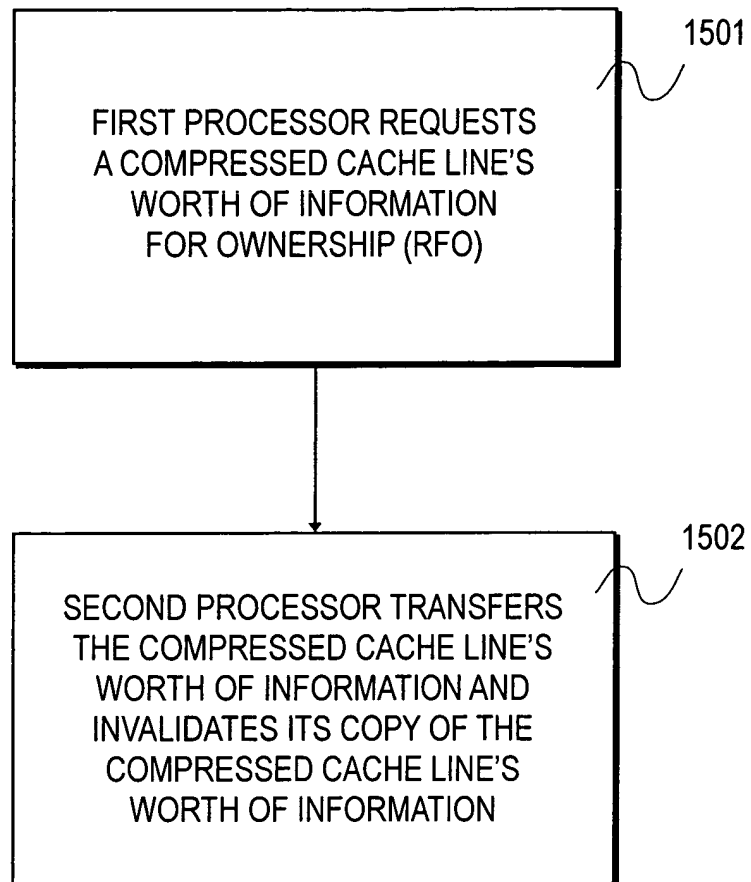 1501
FIRST PROCESSOR REQUESTS
A COMPRESSED CACHE LINE'S
WORTH OF INFORMATION
FOR OWNERSHIP (RFO)
1502
SECOND PROCESSOR TRANSFERS
THE COMPRESSED CACHE LINE'S
WORTH OF INFORMATION AND
INVALIDATES ITS COPY OF THE
COMPRESSED CACHE LINE'S
WORTH OF INFORMATION